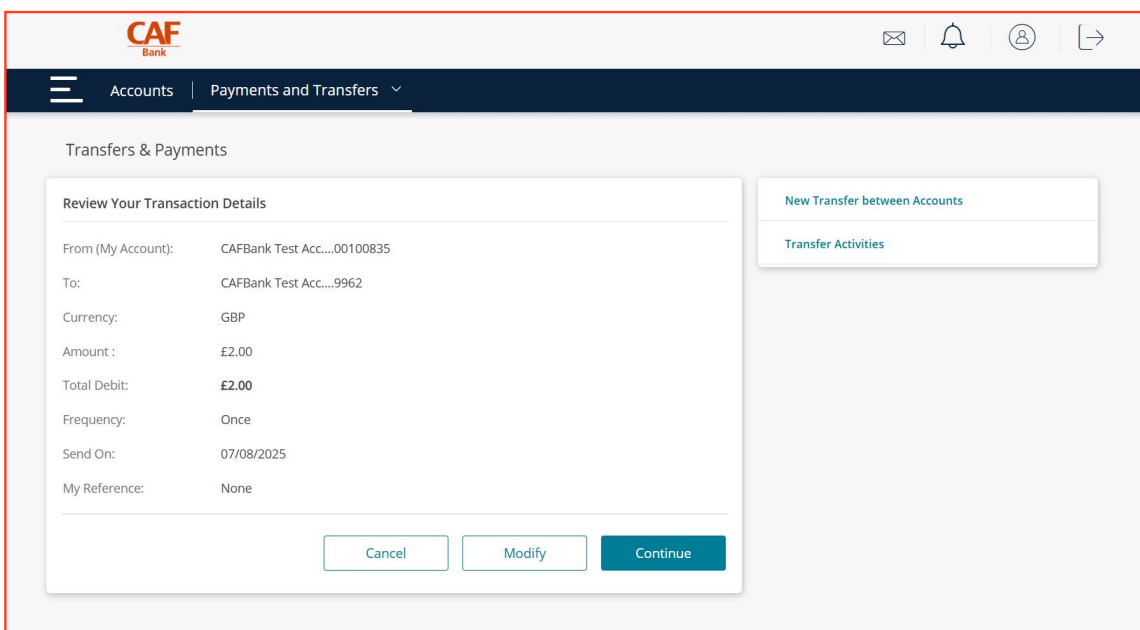 CAF
Bank
Accounts
Payments and Transfers
Transfers & Payments
Review Your Transaction Details
From (My Account): CAFBank Test Acc....00100835
To: CAFBank Test Acc....9962
Currency: GBP
Amount : £2.00
Total Debit: £2.00
Frequency: Once
Send On: 07/08/2025
My Reference: None
Cancel
Modify
Continue
New Transfer between Accounts
Transfer Activities